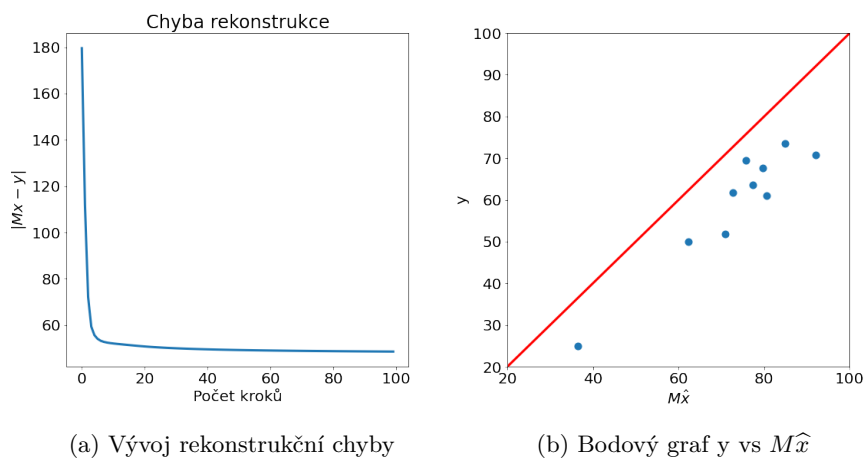 Chyba rekonstrukce
180
160
140
120
100
80
60
|Mx − y|
0 20 40 60 80 100
Počet kroků
100
90
80
70
60
50
40
30
20
y
20 40 60 80 100
Mx̂
(a) Vývoj rekonstrukční chyby
(b) Bodový graf y vs Mx̂